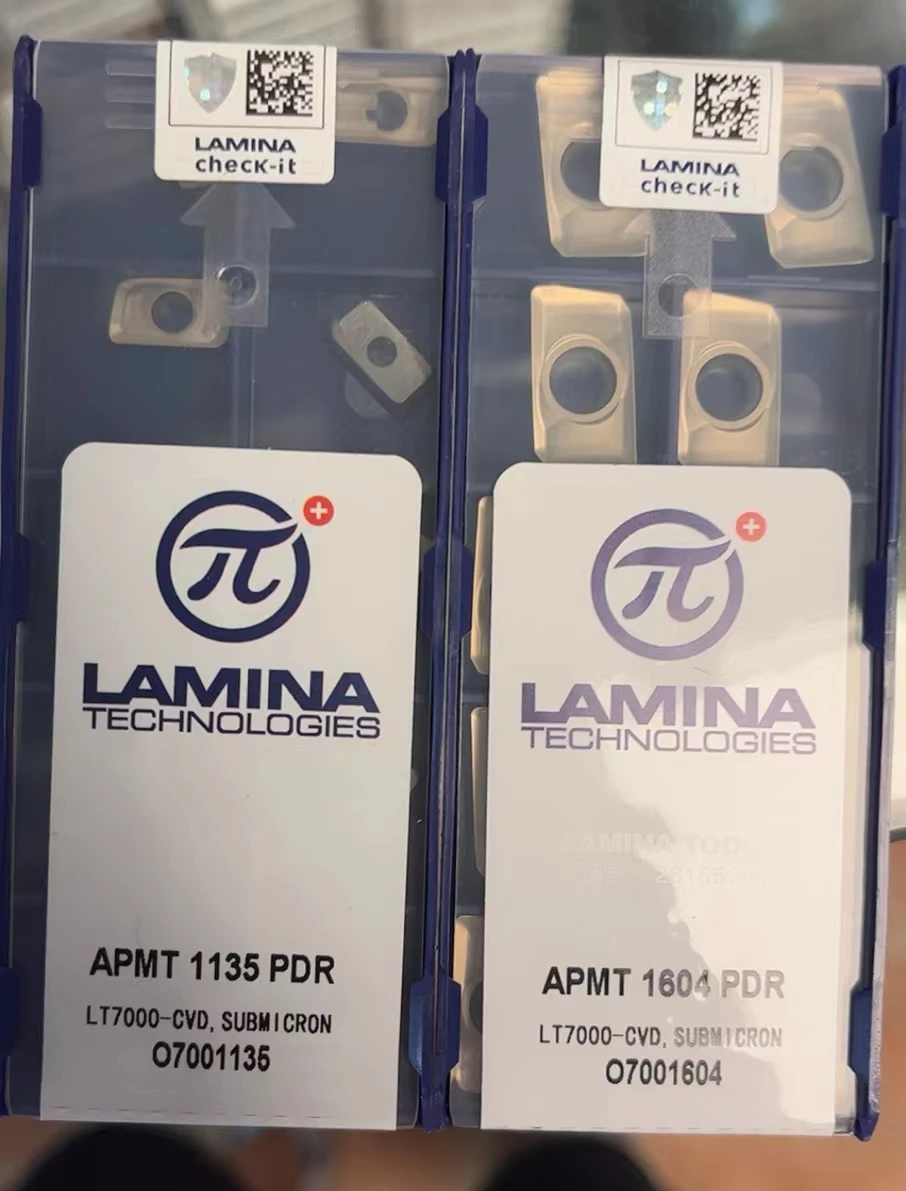 LAMINA
checK-it
π
LAMINA
TECHNOLOGIES
APMT 1135 PDR
LT7000-CVD, SUBMICRON
O7001135
LAMINA
checK-it
π
LAMINA
TECHNOLOGIES
LAMINA
APMT 1604 PDR
LT7000-CVD, SUBMICRON
O7001604